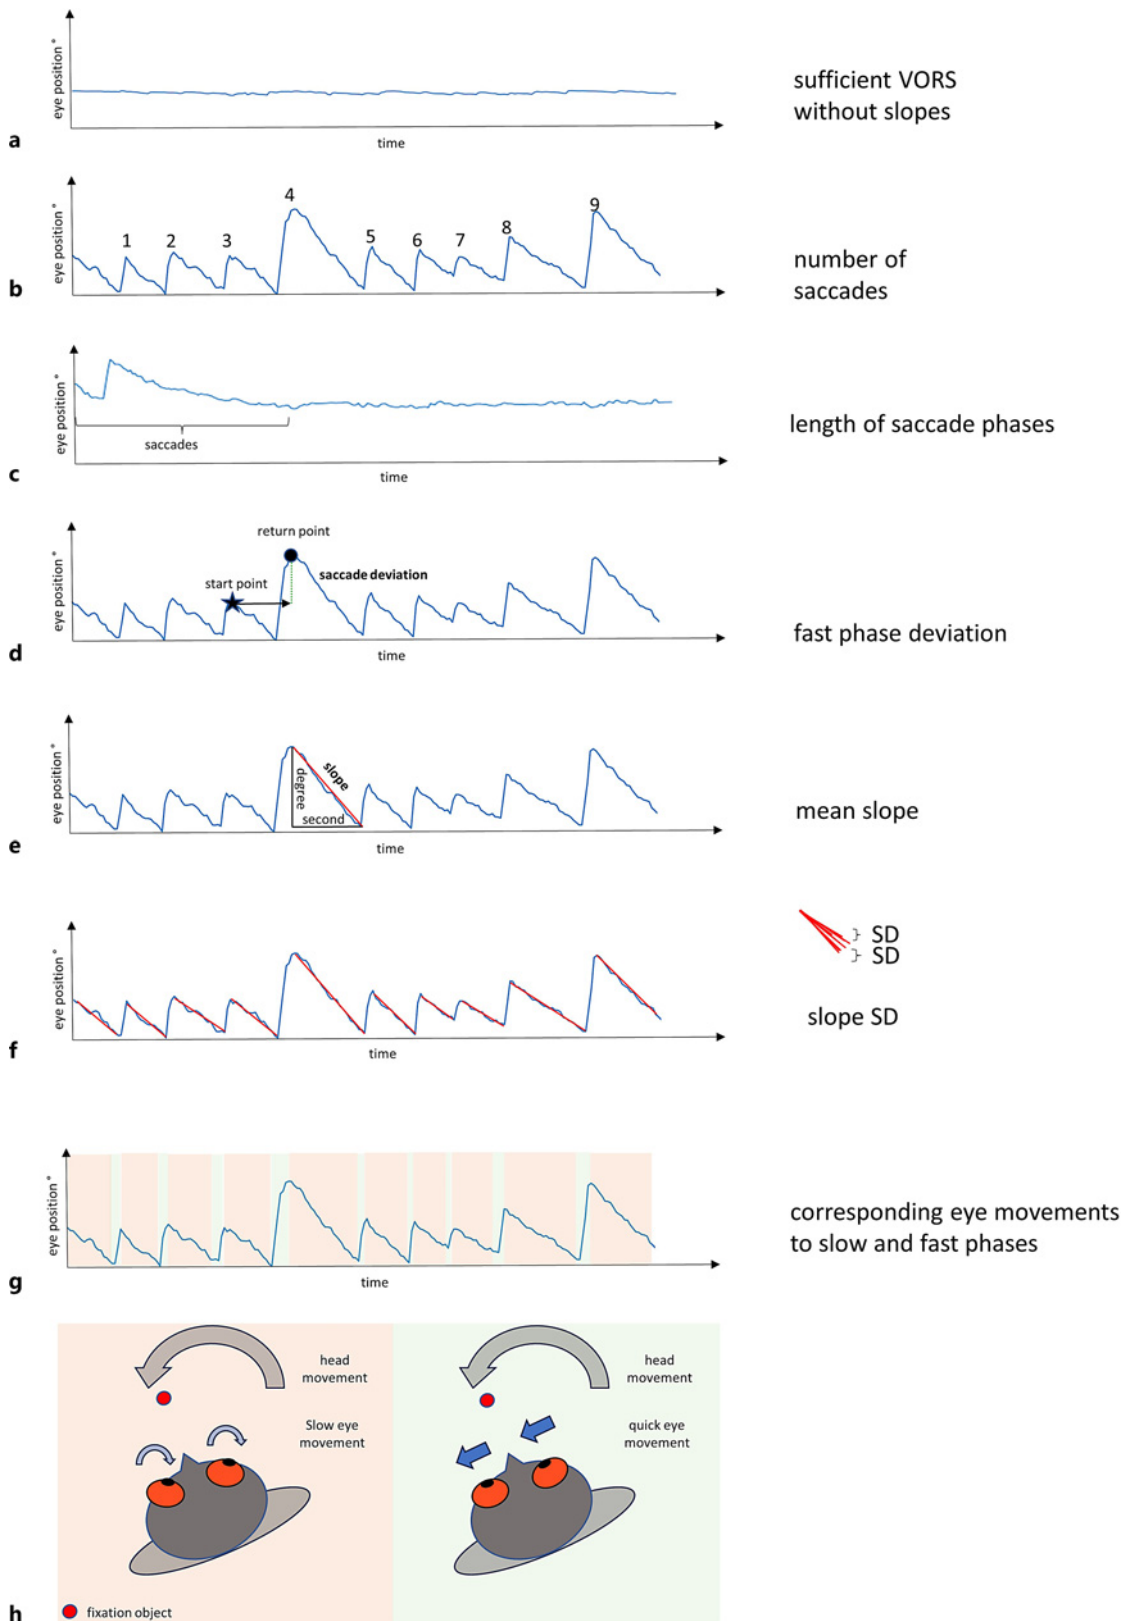 eye position °
time
sufficient VORS
without slopes
a
eye position °
1
2
3
4
5
6
7
8
9
number of
saccades
b
eye position °
saccades
time
length of saccade phases
c
eye position °
return point
start point
saccade deviation
time
fast phase deviation
d
eye position °
slope
degree
second
time
mean slope
e
eye position °
time
SD
SD
slope SD
f
eye position °
time
corresponding eye movements
to slow and fast phases
g
head
movement
Slow eye
movement
head
movement
quick eye
movement
fixation object
h